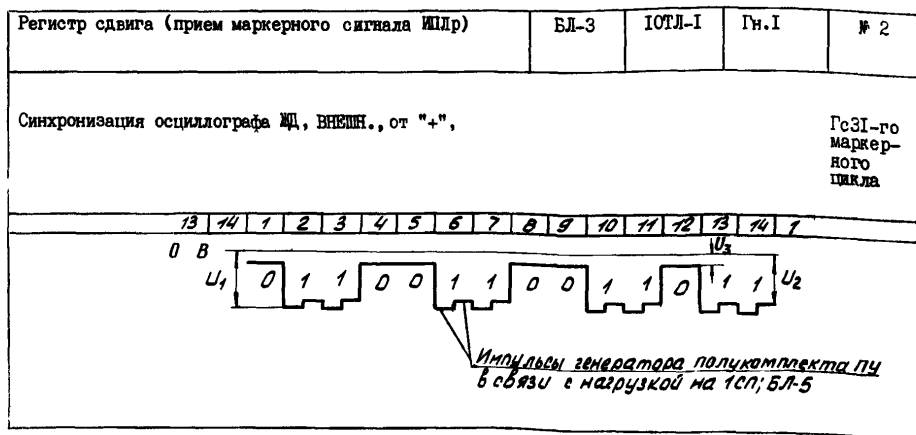 Регистр сдвига (прием маркерного сигнала ИПЛр) БЛ-3 IОТЛ-I Гн.I № 2
Синхронизация осциллографа ЖД, ВНЕШН., от "+",
Гс3I-го
маркер-
ного
цикла
13 14 1 2 3 4 5 6 7 8 9 10 11 12 13 14 1
0 В U3
U1 0 1 1 0 0 1 1 0 0 1 1 0 1 1 U2
Импульсы генератора полукомплекта ПУ
в связи с нагрузкой на 1СП; БЛ-5